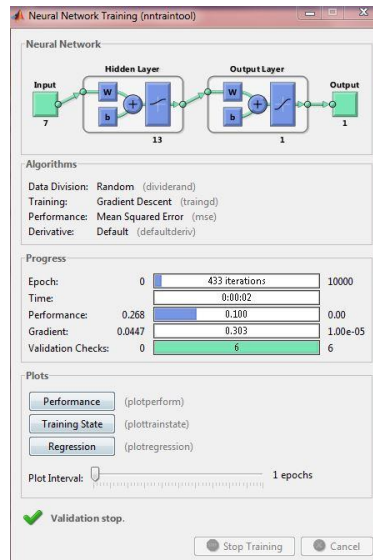 Neural Network Training (nntraintool)
Neural Network
Hidden Layer
Output Layer
Input
Output
W
W
b
b
7
13
1
1
Algorithms
Data Division: Random (dividerand)
Training: Gradient Descent (traingd)
Performance: Mean Squared Error (mse)
Derivative: Default (defaultderiv)
Progress
Epoch: 0 433 iterations 10000
Time: 0:00:02
Performance: 0.268 0.100 0.00
Gradient: 0.0447 0.303 1.00e-05
Validation Checks: 0 6 6
Plots
Performance (plotperform)
Training State (plottrainstate)
Regression (plotregression)
Plot Interval: 1 epochs
Validation stop.
Stop Training Cancel